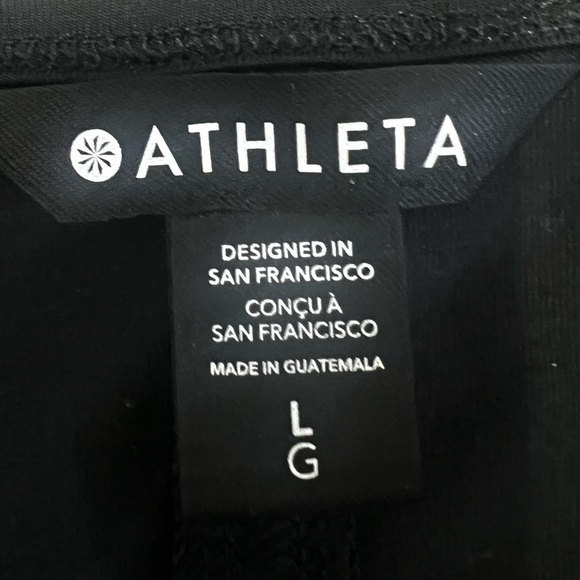 ATHLETA
DESIGNED IN
SAN FRANCISCO
CONÇU À
SAN FRANCISCO
MADE IN GUATEMALA
L
G